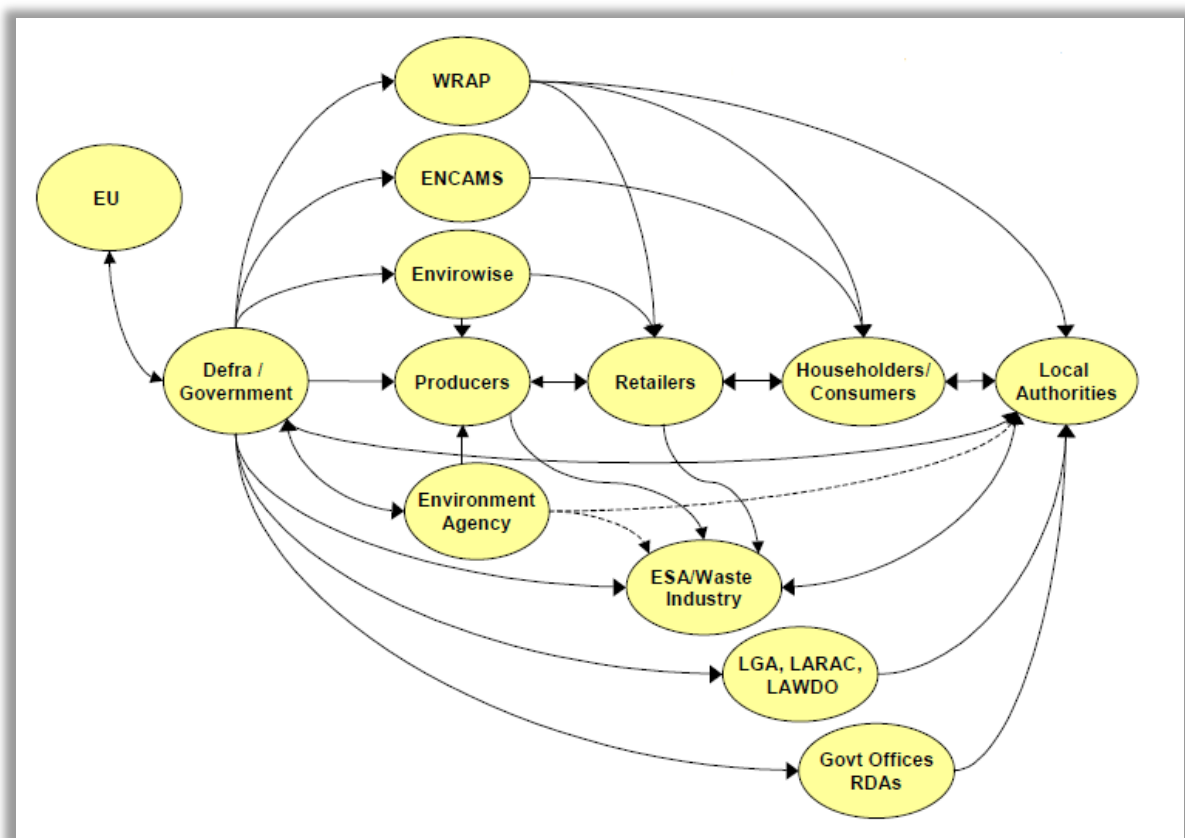 WRAP
ENCAMS
EU
Envirowise
Defra /
Government
Producers
Retailers
Householders/
Consumers
Local
Authorities
Environment
Agency
ESA/Waste
Industry
LGA, LARAC,
LAWDO
Govt Offices
RDAs